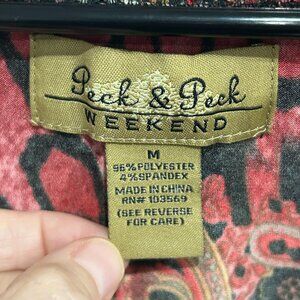 Peck & Peck
WEEKEND
M
96% POLYESTER
4% SPANDEX
MADE IN CHINA
RN# 103569
(SEE REVERSE
FOR CARE)